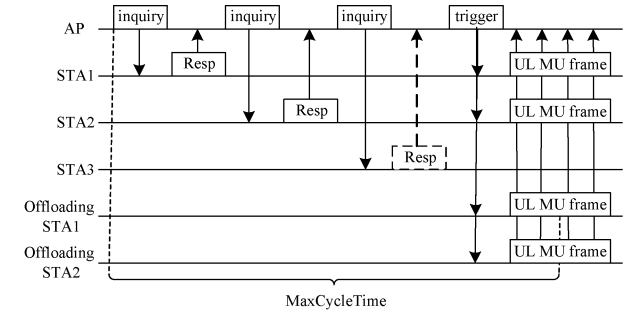 inquiry inquiry inquiry trigger
AP
Resp UL MU frame
STA1
Resp UL MU frame
STA2
Resp
STA3
Offloading UL MU frame
STA1
Offloading UL MU frame
STA2
MaxCycleTime